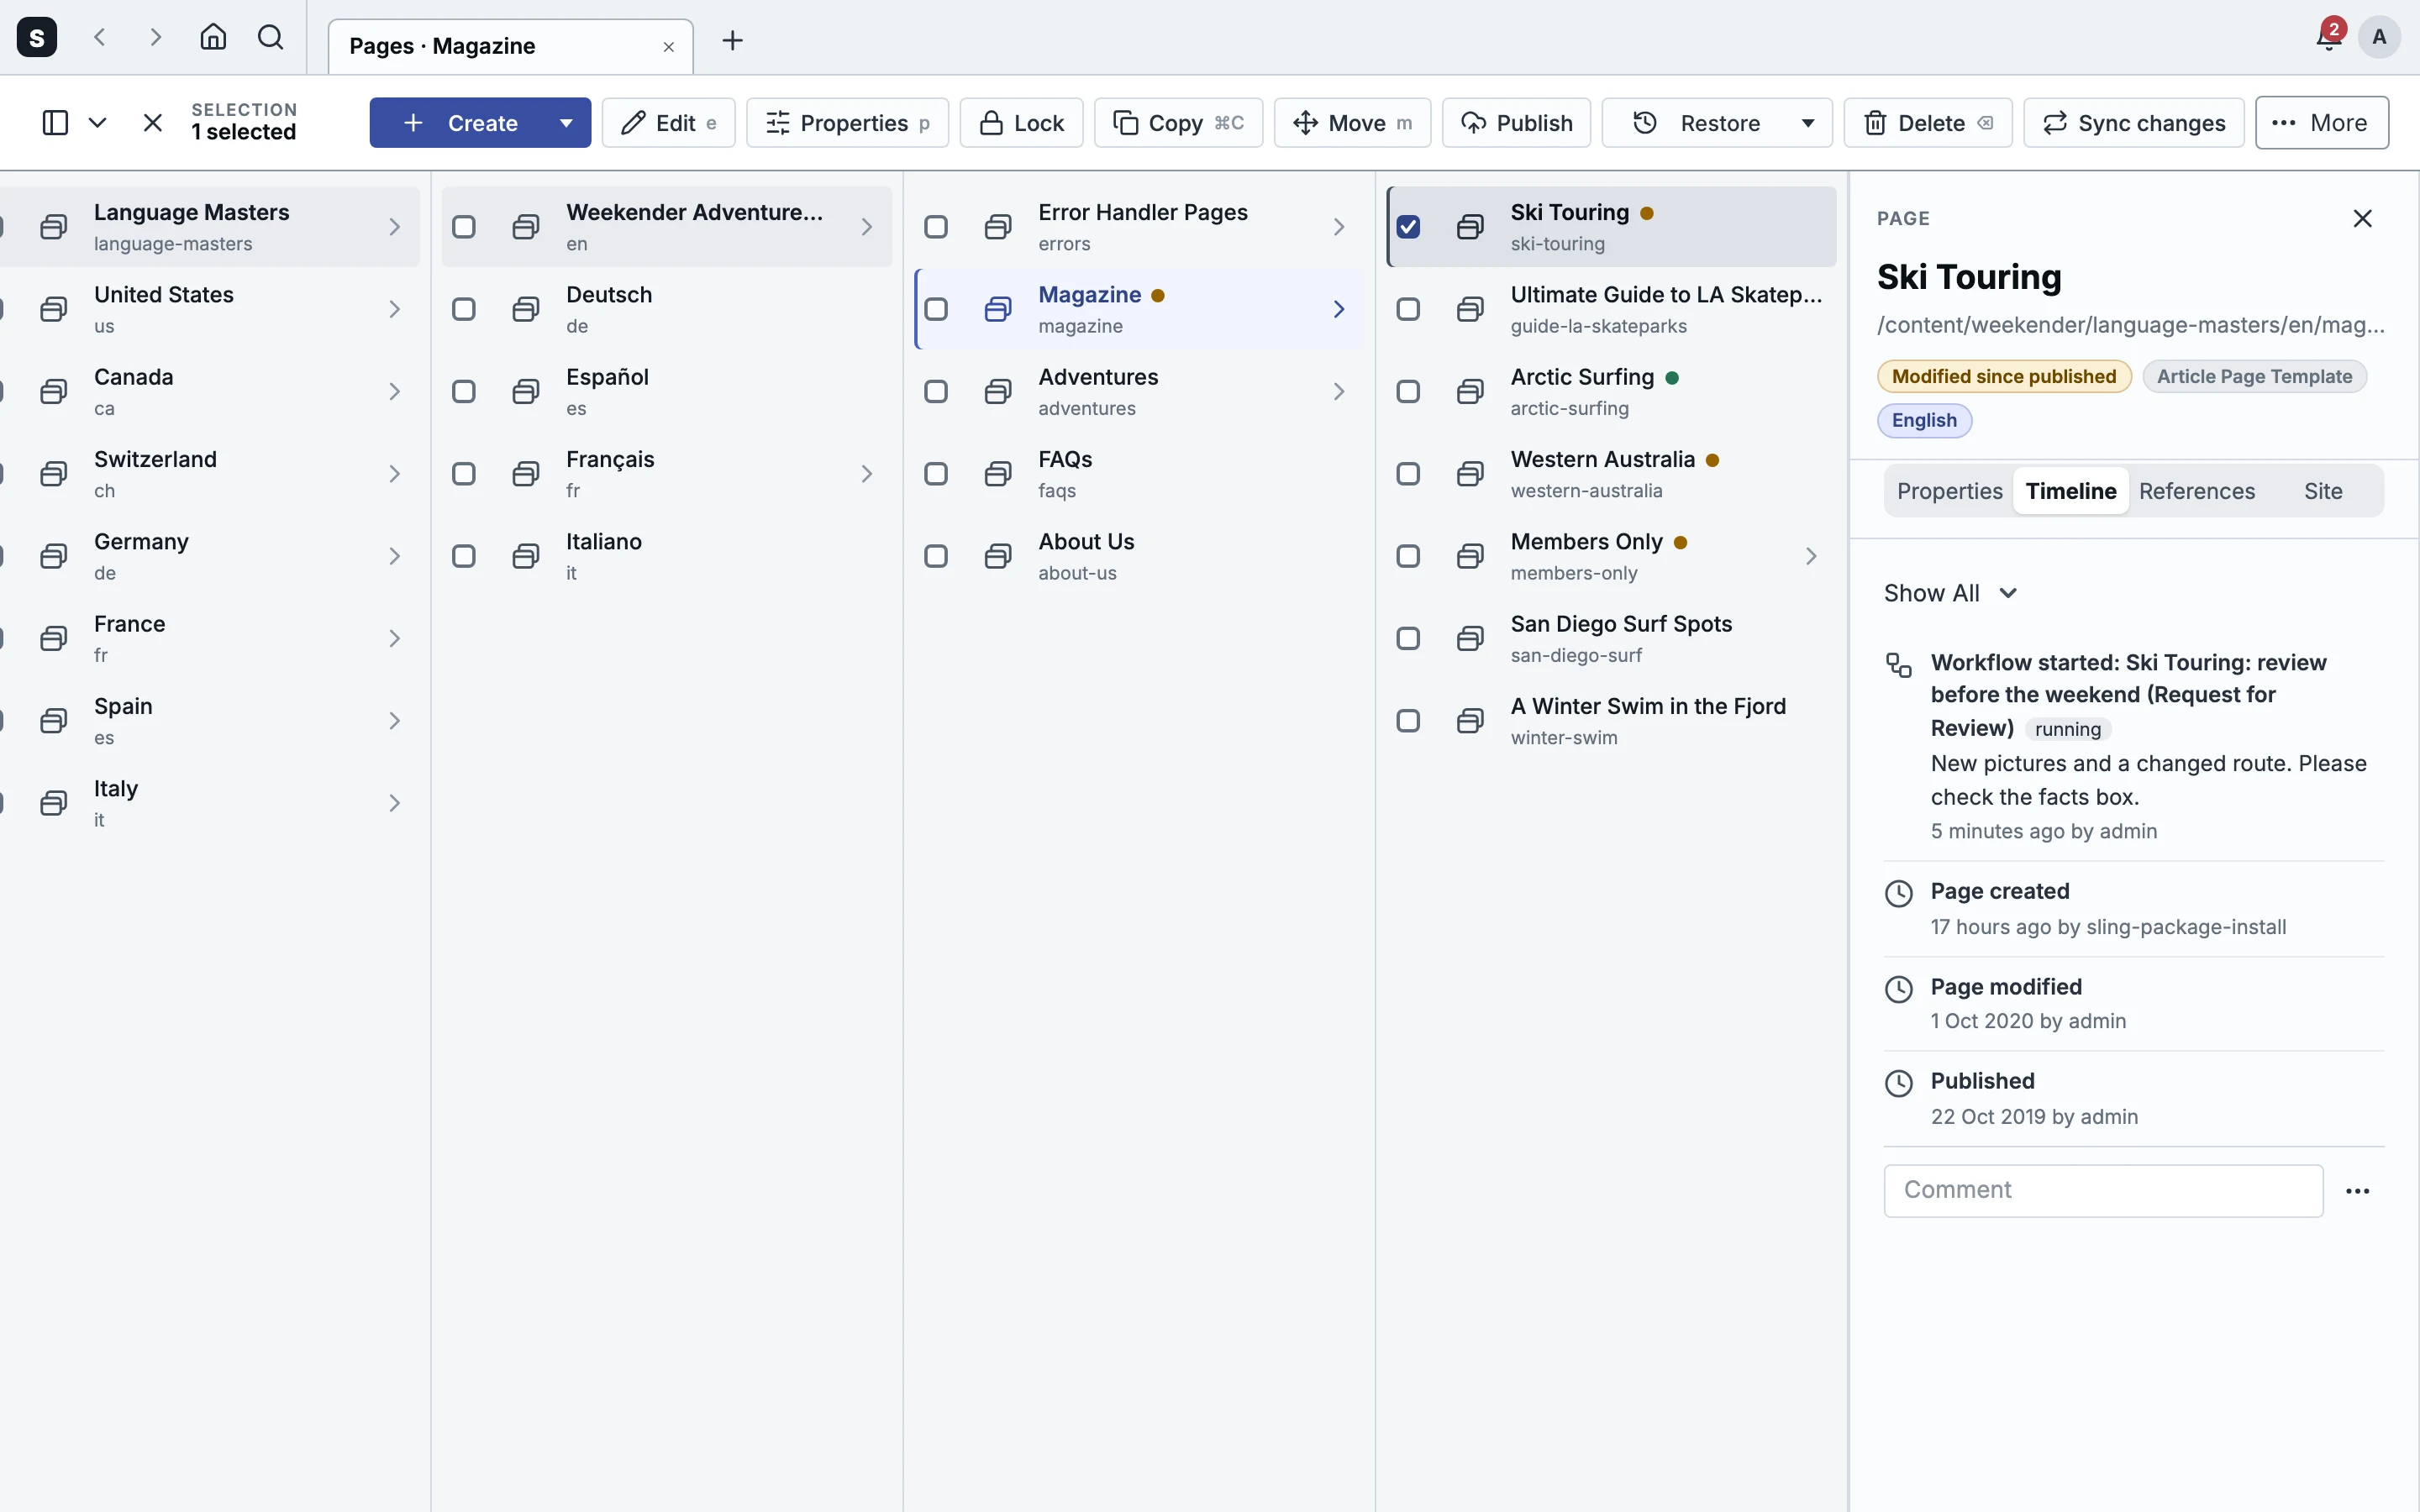 S
Pages · Magazine
2
A
SELECTION
1 selected
Create
Edit e
Properties p
Lock
Copy ⌘C
Move m
Publish
Restore
Delete ⌫
Sync changes
More
Language Masters
language-masters
United States
us
Canada
ca
Switzerland
ch
Germany
de
France
fr
Spain
es
Italy
it
Weekender Adventure...
en
Deutsch
de
Español
es
Français
fr
Italiano
it
Error Handler Pages
errors
Magazine
magazine
Adventures
adventures
FAQs
faqs
About Us
about-us
Ski Touring
ski-touring
Ultimate Guide to LA Skatep...
guide-la-skateparks
Arctic Surfing
arctic-surfing
Western Australia
western-australia
Members Only
members-only
San Diego Surf Spots
san-diego-surf
A Winter Swim in the Fjord
winter-swim
PAGE
Ski Touring
/content/weekender/language-masters/en/mag...
Modified since published
Article Page Template
English
Properties
Timeline
References
Site
Show All
Workflow started: Ski Touring: review
before the weekend (Request for
Review) running
New pictures and a changed route. Please
check the facts box.
5 minutes ago by admin
Page created
17 hours ago by sling-package-install
Page modified
1 Oct 2020 by admin
Published
22 Oct 2019 by admin
Comment